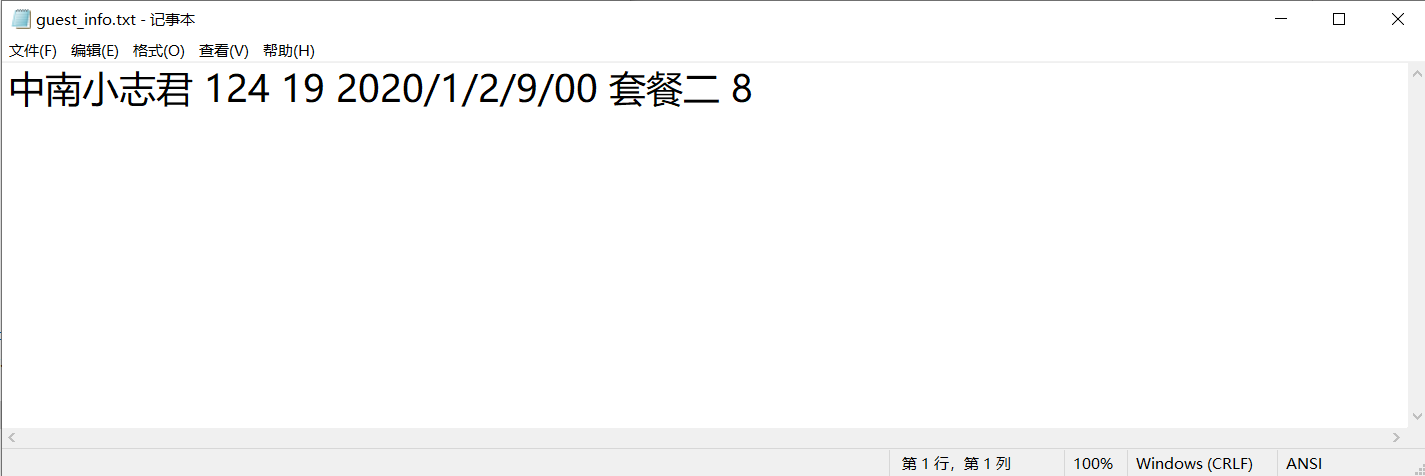 guest_info.txt - 记事本
文件(F) 编辑(E) 格式(O) 查看(V) 帮助(H)
中南小志君 124 19 2020/1/2/9/00 套餐二 8
第 1 行，第 1 列 100% Windows (CRLF) ANSI